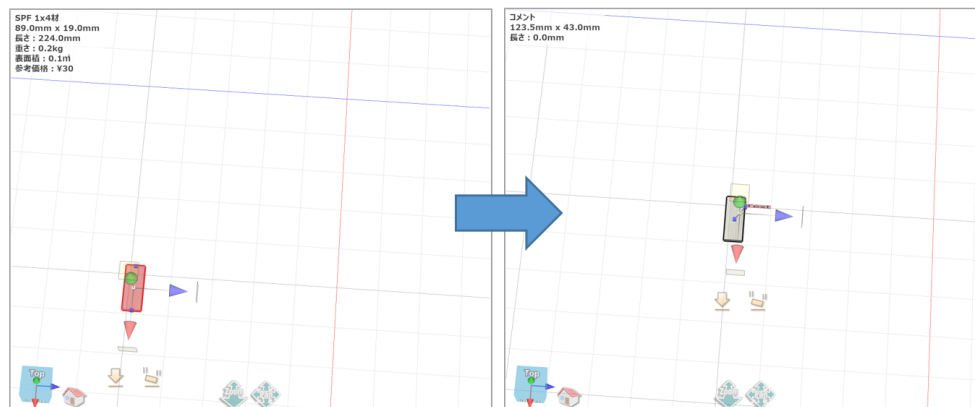 SPF 1x4材
89.0mm x 19.0mm
長さ：224.0mm
重さ：0.2kg
表面積：0.1㎡
参考価格：¥30
Top
コメント
123.5mm x 43.0mm
長さ：0.0mm
Top